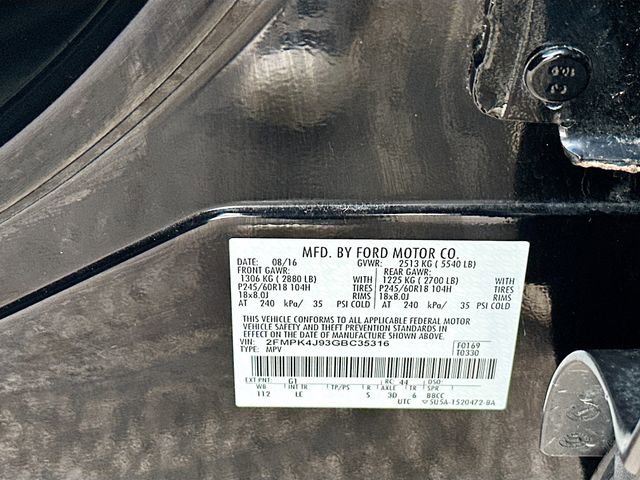 MFD. BY FORD MOTOR CO.
DATE: 08/16 GVWR: 2513 KG ( 5540 LB)
FRONT GAWR: REAR GAWR:
1306 KG ( 2880 LB) WITH 1225 KG ( 2700 LB) WITH
P245/60R18 104H TIRES P245/60R18 104H TIRES
18x8.0J RIMS 18x8.0J RIMS
AT 240 kPa/ 35 PSI COLD AT 240 kPa/ 35 PSI COLD
THIS VEHICLE CONFORMS TO ALL APPLICABLE FEDERAL MOTOR
VEHICLE SAFETY AND THEFT PREVENTION STANDARDS IN
EFFECT ON THE DATE OF MANUFACTURE SHOWN ABOVE.
VIN: 2FMPK4J93GBC35316 F0169
TYPE: MPV T0330
EXT PNT: G1 RC: 44 DSO:
WB INT TR TP/PS R AXLE TR SPR
112 LE 5 3D 6 BBCC
UTC ▽5U5A-1520472-BA